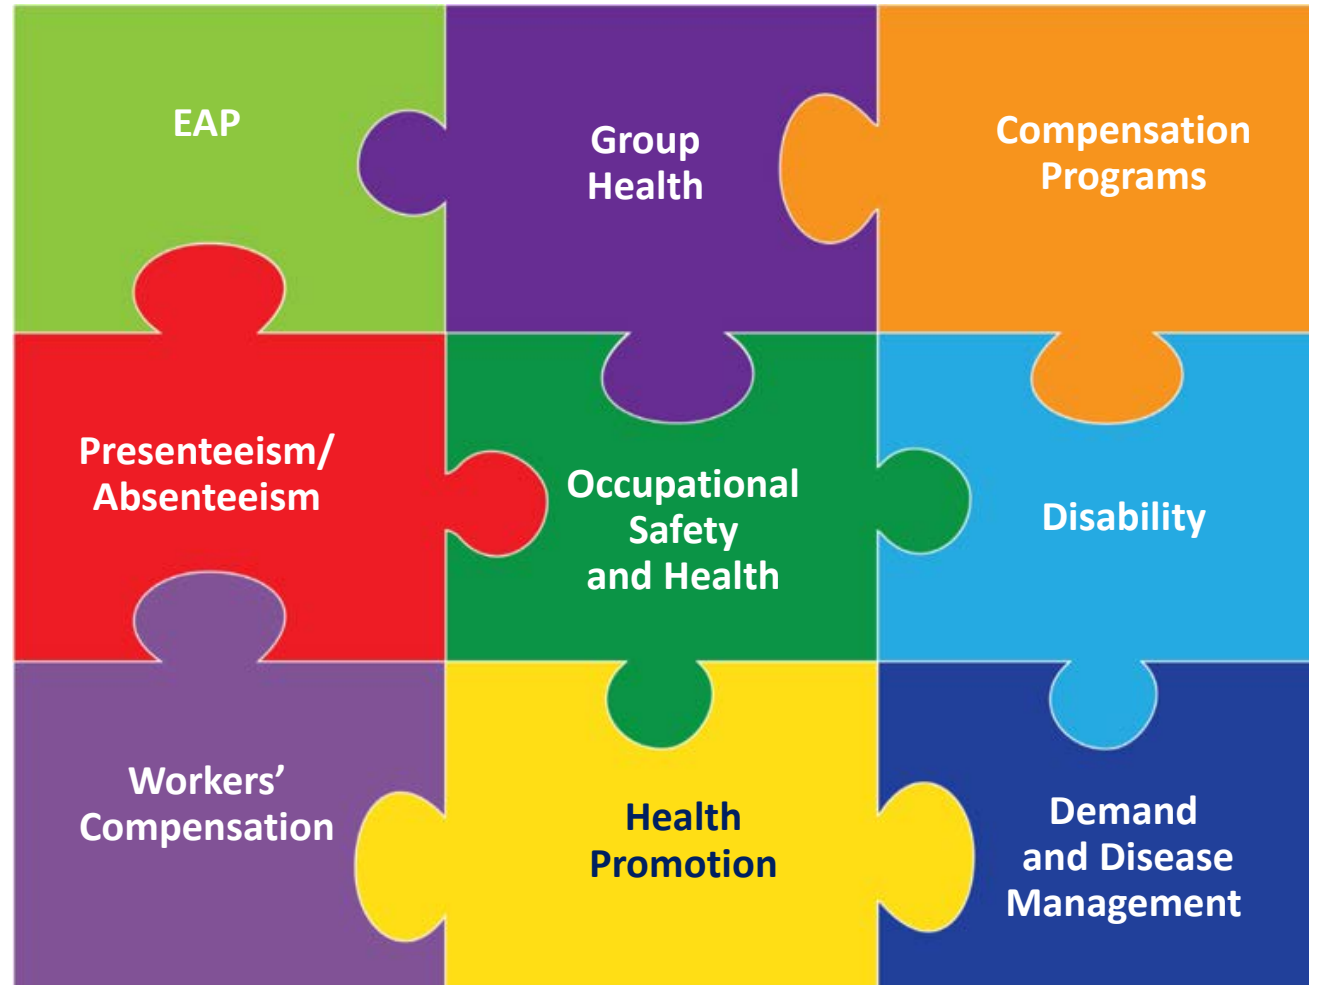 EAP
Group
Health
Compensation
Programs
Presenteeism/
Absenteeism
Occupational
Safety
and Health
Disability
Workers’
Compensation
Health
Promotion
Demand
and Disease
Management